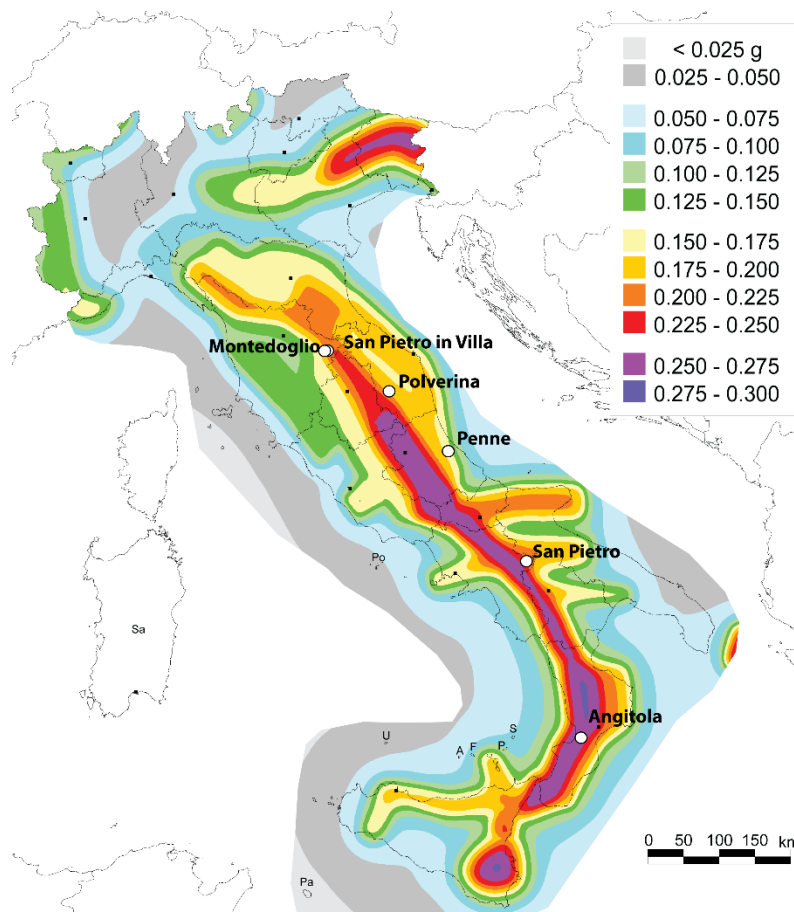 < 0.025 g
0.025 - 0.050
0.050 - 0.075
0.075 - 0.100
0.100 - 0.125
0.125 - 0.150
0.150 - 0.175
0.175 - 0.200
0.200 - 0.225
0.225 - 0.250
0.250 - 0.275
0.275 - 0.300
San Pietro in Villa
Montedoglio
Polverina
Penne
San Pietro
Po
Sa
Angitola
S
U
A F P
0 50 100 150 kn
Pa